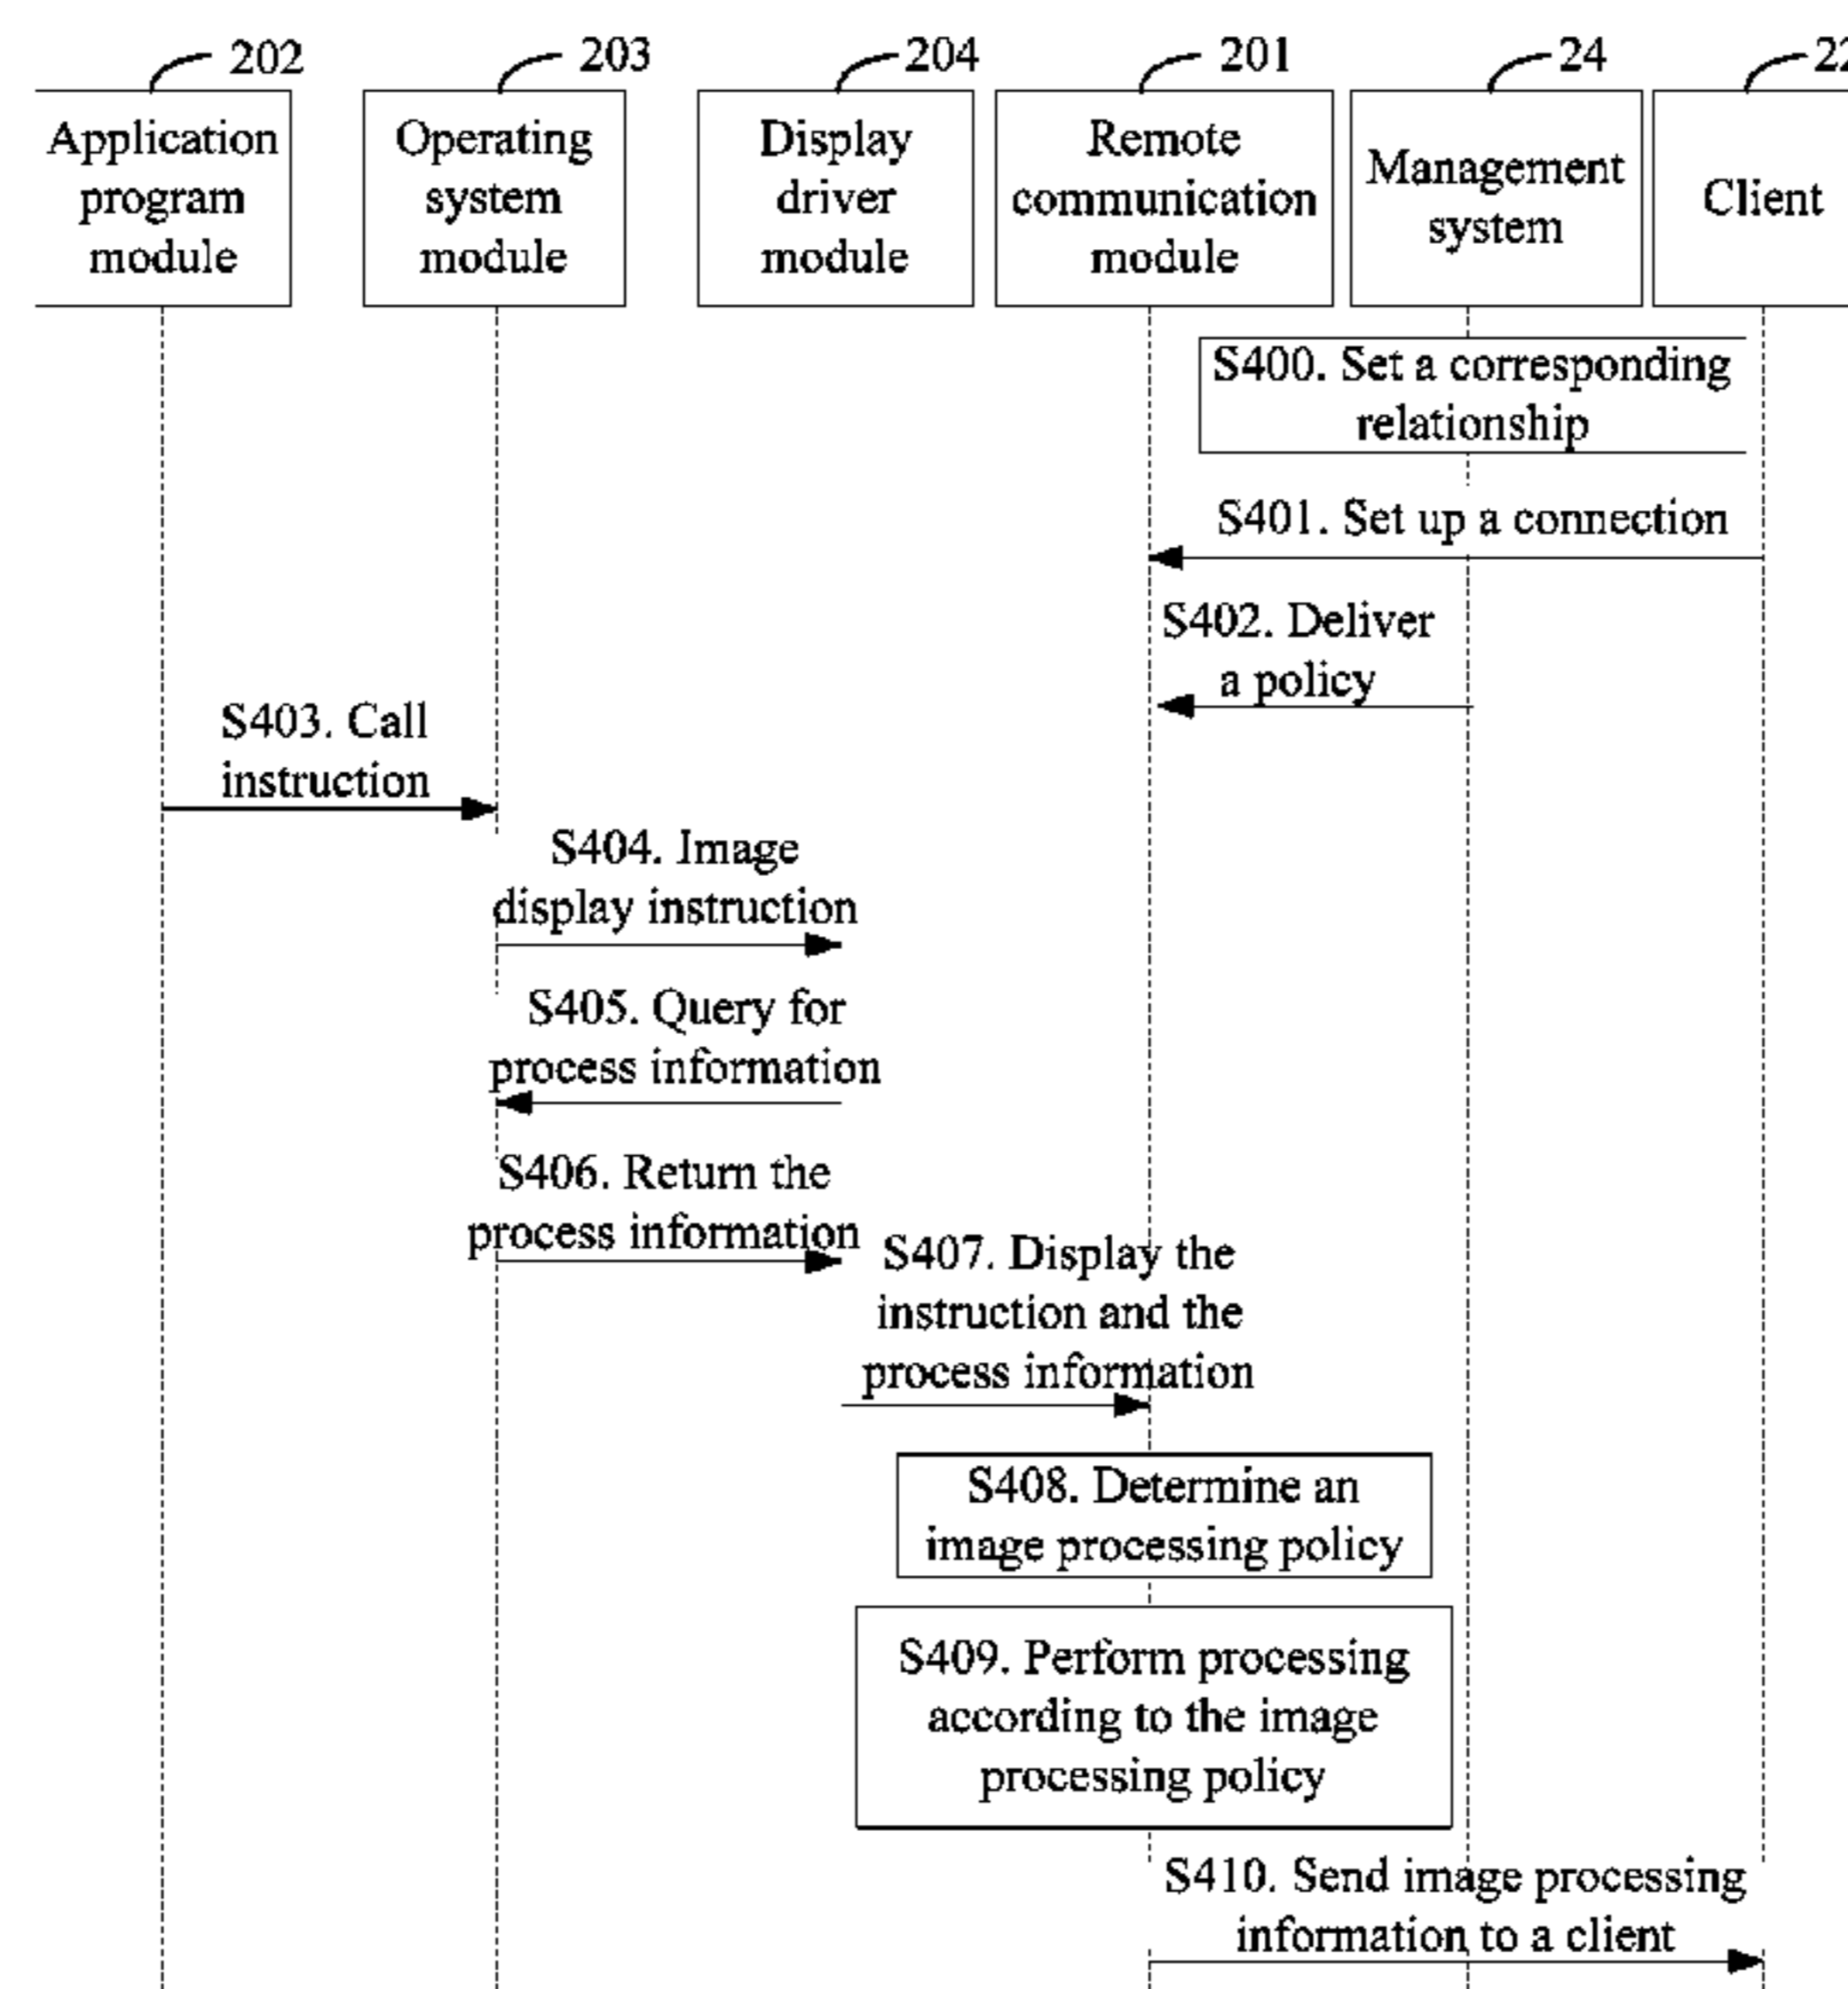 202
203
204
201
24
22
Application
program
module
Operating
system
module
Display
driver
module
Remote
communication
module
Management
system
Client
S400. Set a corresponding
relationship
S401. Set up a connection
S402. Deliver
a policy
S403. Call
instruction
S404. Image
display instruction
S405. Query for
process information
S406. Return the
process information
S407. Display the
instruction and the
process information
S408. Determine an
image processing policy
S409. Perform processing
according to the image
processing policy
S410. Send image processing
information to a client